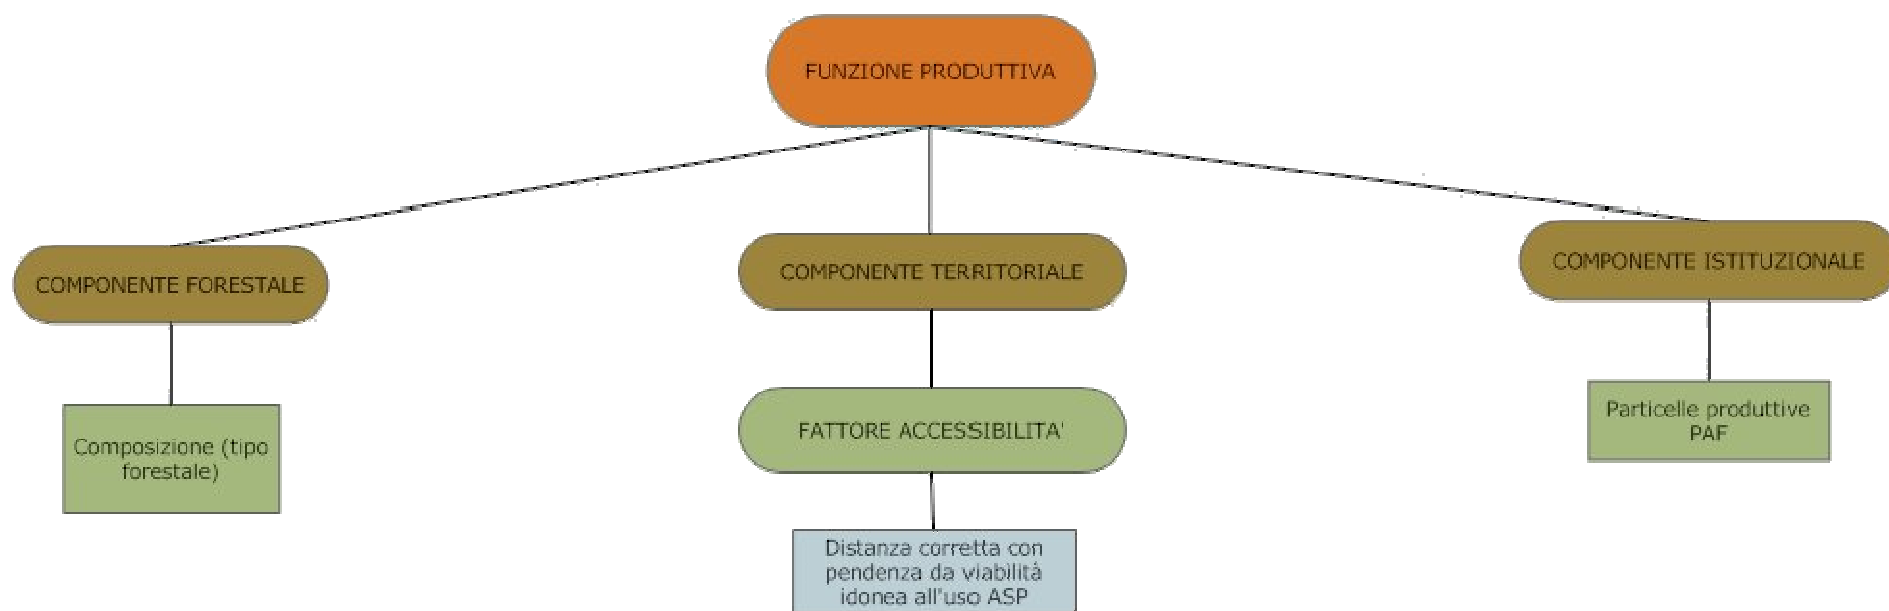 FUNZIONE PRODUTTIVA
COMPONENTE FORESTALE
COMPONENTE TERRITORIALE
COMPONENTE ISTITUZIONALE
Composizione (tipo
forestale)
FATTORE ACCESSIBILITA'
Particelle produttive
PAF
Distanza corretta con
pendenza da viabilità
idonea all'uso ASP